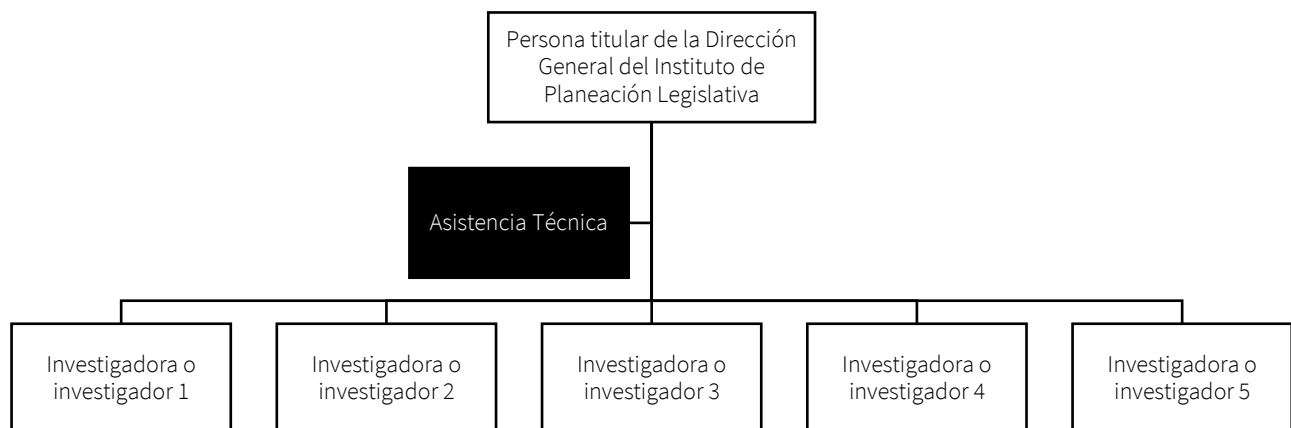 Persona titular de la Dirección
General del Instituto de
Planeación Legislativa
Asistencia Técnica
Investigadora o
investigador 1
Investigadora o
investigador 2
Investigadora o
investigador 3
Investigadora o
investigador 4
Investigadora o
investigador 5